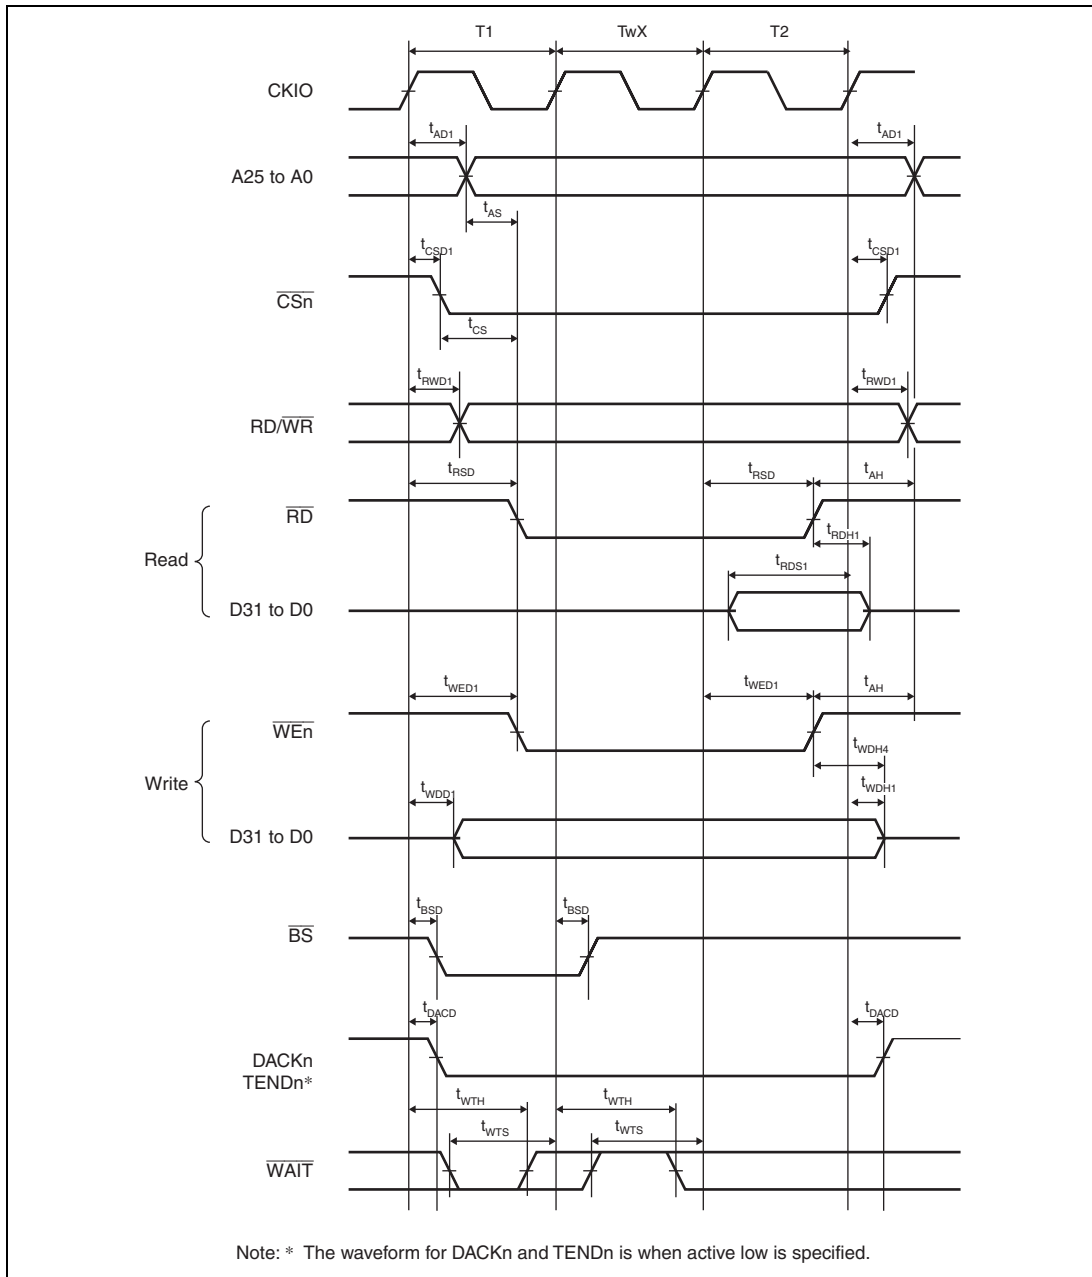 T1 TwX T2
CKIO
tAD1 tAD1
A25 to A0
tAS
tCSD1 tCSD1
CSn
tCS
tRWD1 tRWD1
RD/WR
tRSD tRSD tAH
RD
tRDH1
Read
tRDS1
D31 to D0
tWED1 tWED1 tAH
WEn
tWDH4
Write
tWDD1 tWDH1
D31 to D0
tBSD tBSD
BS
tDACD tDACD
DACKn
TENDn*
tWTH tWTH
tWTS tWTS
WAIT
Note: * The waveform for DACKn and TENDn is when active low is specified.